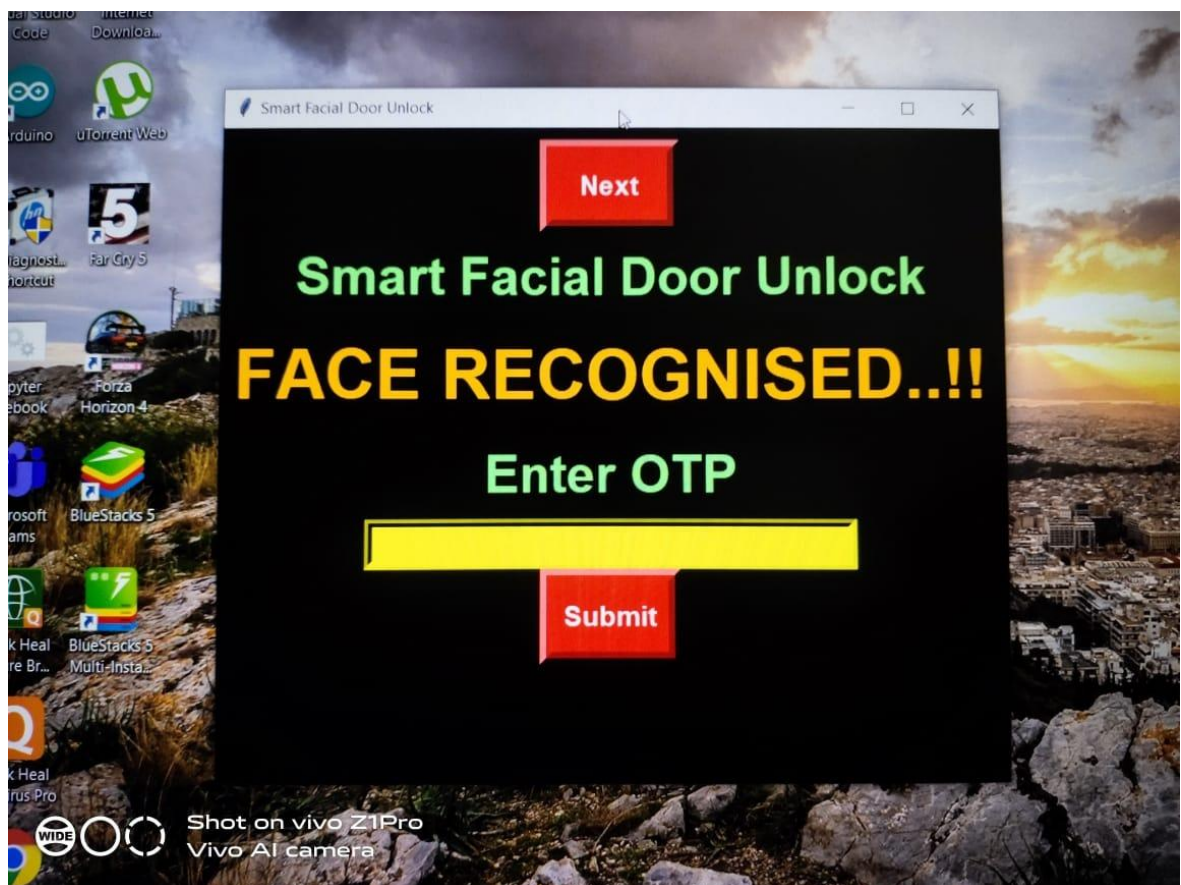 Code
Downloa...
Arduino
uTorrent Web
Far Cry 5
Forza
Horizon 4
BlueStacks 5
BlueStacks 5
Multi-Insta...
Smart Facial Door Unlock
Next
Smart Facial Door Unlock
FACE RECOGNISED..!!
Enter OTP
Submit
WIDE
Shot on vivo Z1Pro
Vivo AI camera